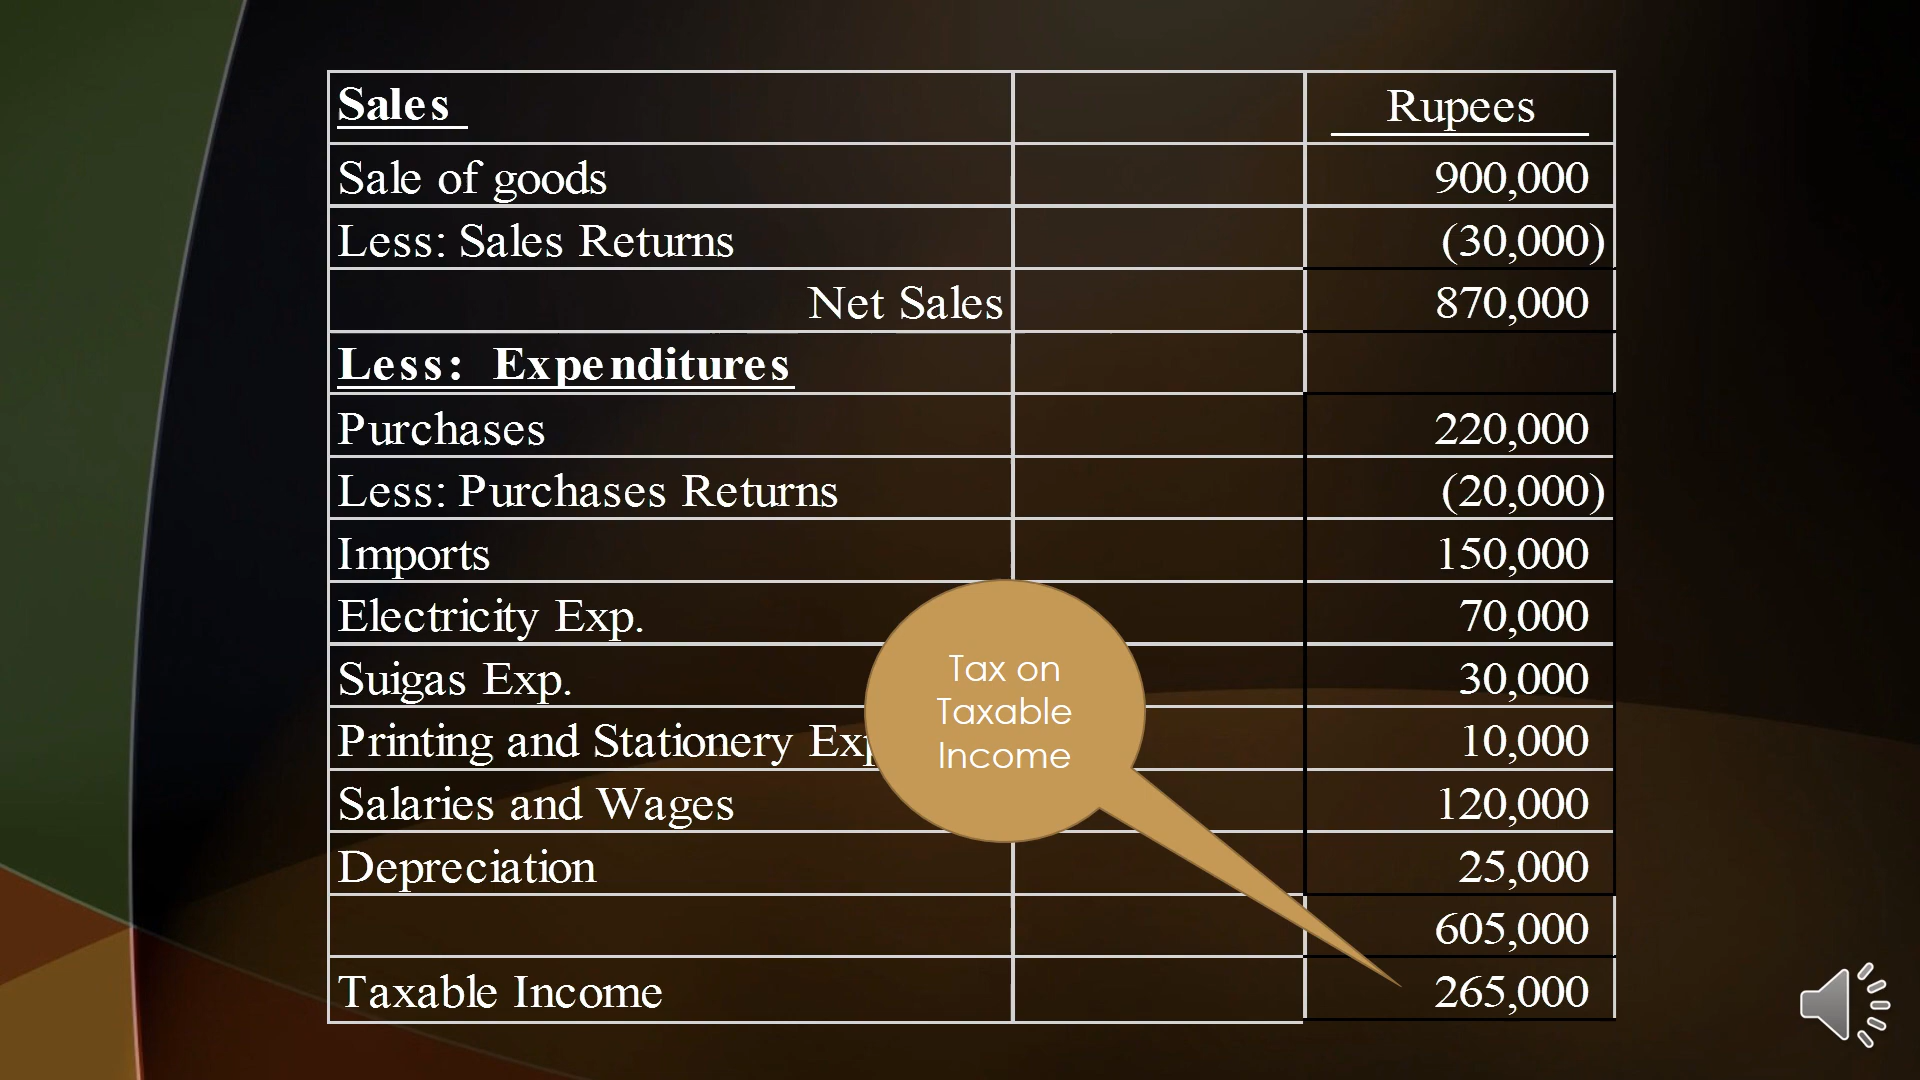 Sales Rupees
Sale of goods 900,000
Less: Sales Returns (30,000)
Net Sales 870,000
Less: Expenditures
Purchases 220,000
Less: Purchases Returns (20,000)
Imports 150,000
Electricity Exp. 70,000
Suigas Exp. 30,000
Printing and Stationery 10,000
Salaries and Wages 120,000
Depreciation 25,000
605,000
Taxable Income 265,000
Tax on
Taxable
Income